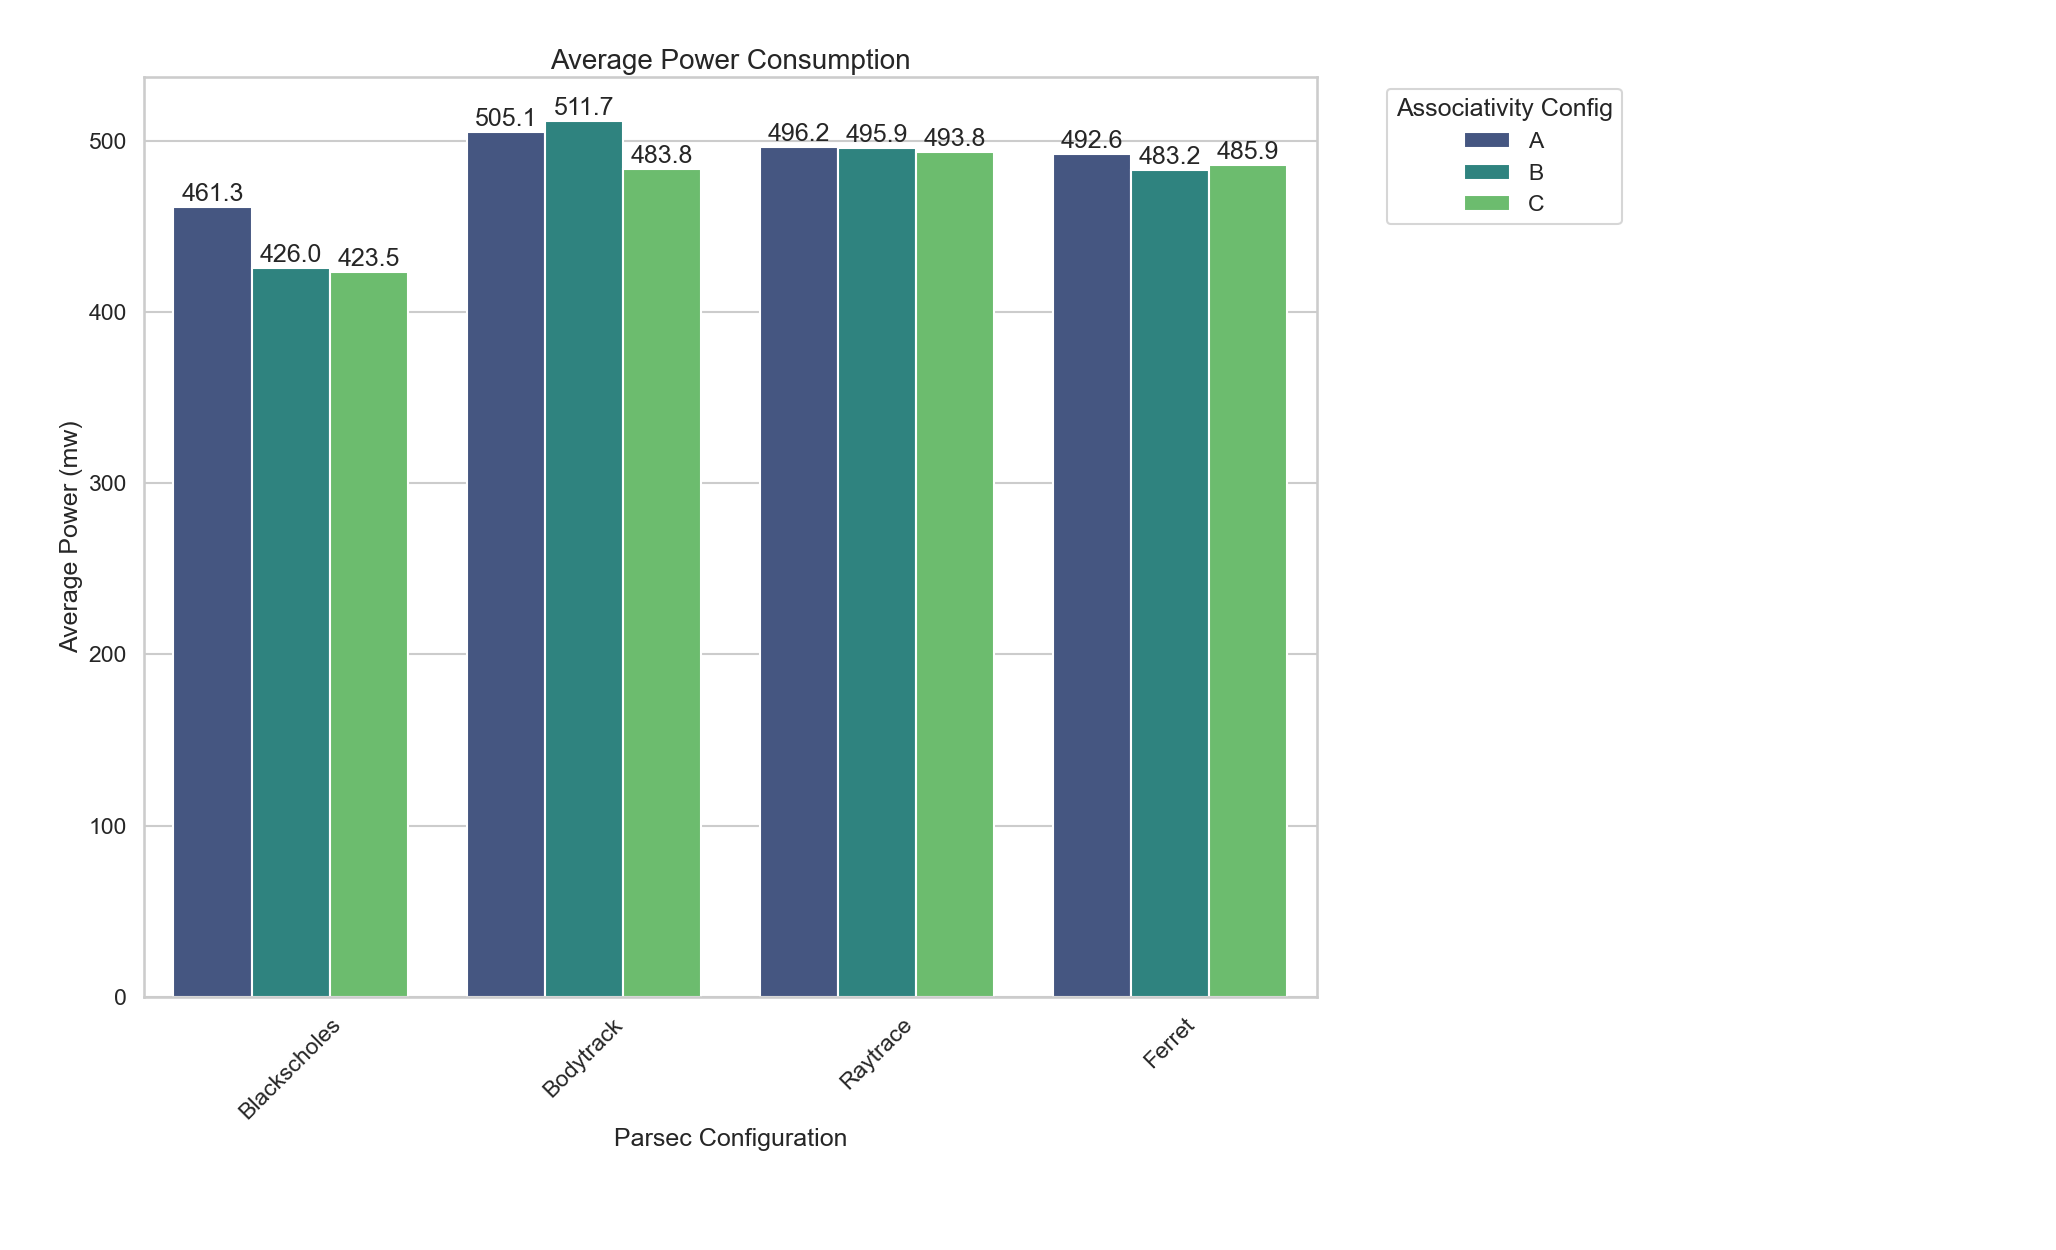 Average Power Consumption
Associativity Config
A
B
C
Average Power (mw)
500
400
300
200
100
0
461.3
426.0
423.5
505.1
511.7
483.8
496.2
495.9
493.8
492.6
483.2
485.9
Blackscholes
Bodytrack
Raytrace
Ferret
Parsec Configuration